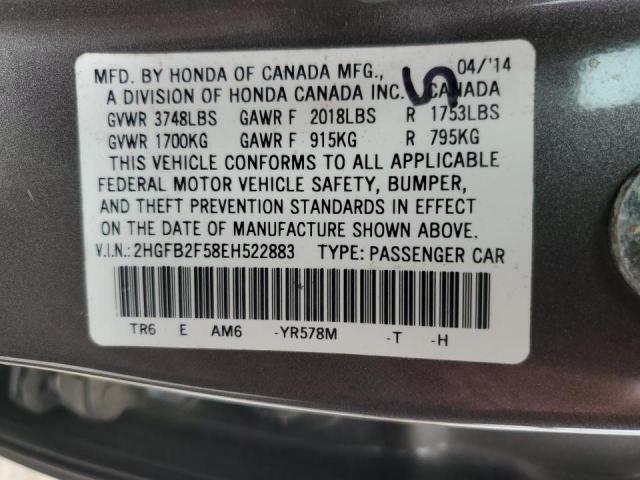 MFD. BY HONDA OF CANADA MFG., 04/'14
A DIVISION OF HONDA CANADA INC. S CANADA
GVWR 3748LBS GAWR F 2018LBS R 1753LBS
GVWR 1700KG GAWR F 915KG R 795KG
THIS VEHICLE CONFORMS TO ALL APPLICABLE
FEDERAL MOTOR VEHICLE SAFETY, BUMPER,
AND THEFT PREVENTION STANDARDS IN EFFECT
ON THE DATE OF MANUFACTURE SHOWN ABOVE.
V.I.N.: 2HGFB2F58EH522883 TYPE: PASSENGER CAR
TR6 E AM6 -YR578M -T -H